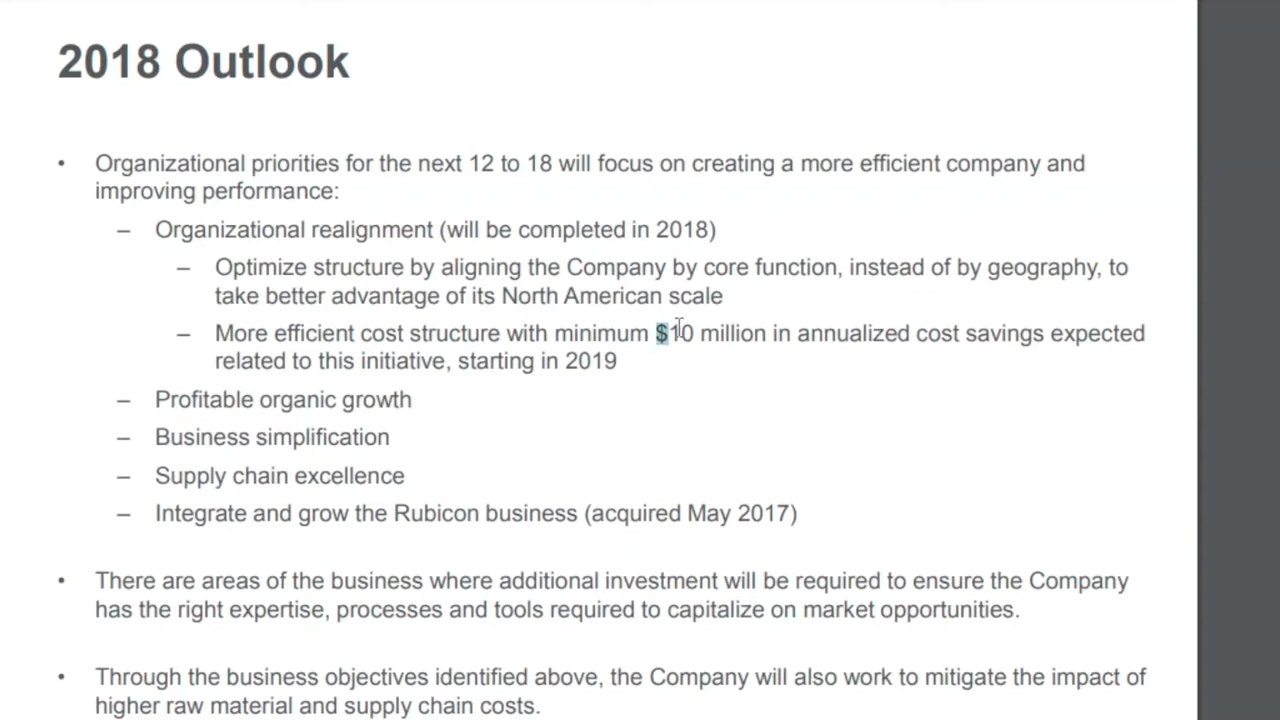 2018 Outlook
• Organizational priorities for the next 12 to 18 will focus on creating a more efficient company and
improving performance:
– Organizational realignment (will be completed in 2018)
– Optimize structure by aligning the Company by core function, instead of by geography, to
take better advantage of its North American scale
– More efficient cost structure with minimum $10 million in annualized cost savings expected
related to this initiative, starting in 2019
– Profitable organic growth
– Business simplification
– Supply chain excellence
– Integrate and grow the Rubicon business (acquired May 2017)
• There are areas of the business where additional investment will be required to ensure the Company
has the right expertise, processes and tools required to capitalize on market opportunities.
• Through the business objectives identified above, the Company will also work to mitigate the impact of
higher raw material and supply chain costs.